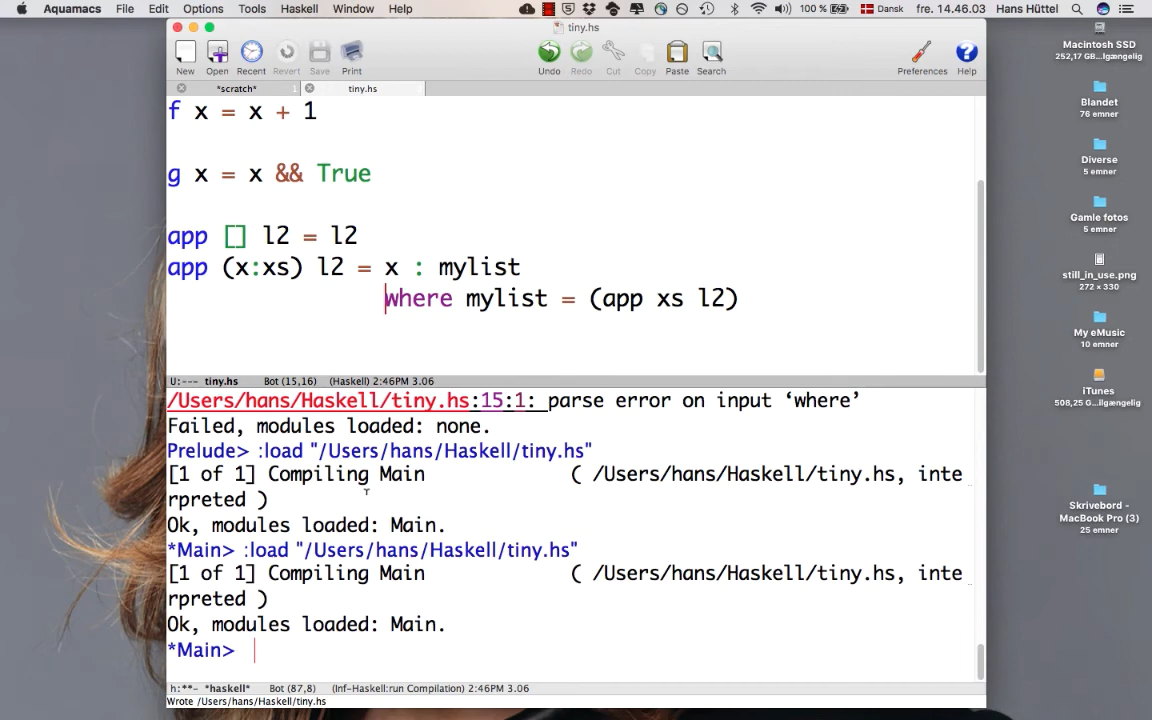 Aquamacs File Edit Options Tools Haskell Window Help 100 % Dansk fre. 14.46.03 Hans Hüttel
tiny.hs
New Open Recent Revert Save Print Undo Redo Cut Copy Paste Search Preferences Help
*scratch* tiny.hs
f x = x + 1
g x = x && True
app [] l2 = l2
app (x:xs) l2 = x : mylist
where mylist = (app xs l2)
U:--- tiny.hs Bot (15,16) (Haskell) 2:46PM 3.06
/Users/hans/Haskell/tiny.hs:15:1: parse error on input ‘where’
Failed, modules loaded: none.
Prelude> :load "/Users/hans/Haskell/tiny.hs"
[1 of 1] Compiling Main ( /Users/hans/Haskell/tiny.hs, inte
rpreted )
Ok, modules loaded: Main.
*Main> :load "/Users/hans/Haskell/tiny.hs"
[1 of 1] Compiling Main ( /Users/hans/Haskell/tiny.hs, inte
rpreted )
Ok, modules loaded: Main.
*Main>
h:**- *haskell* Bot (87,8) (Inf-Haskell:run Compilation) 2:46PM 3.06
Wrote /Users/hans/Haskell/tiny.hs
Macintosh SSD
252,17 GB...lgængelig
Blandet
76 emner
Diverse
5 emner
Gamle fotos
5 emner
still_in_use.png
272 × 330
My eMusic
10 emner
iTunes
508,25 G...ilgængelig
Skrivebord -
MacBook Pro (3)
25 emner